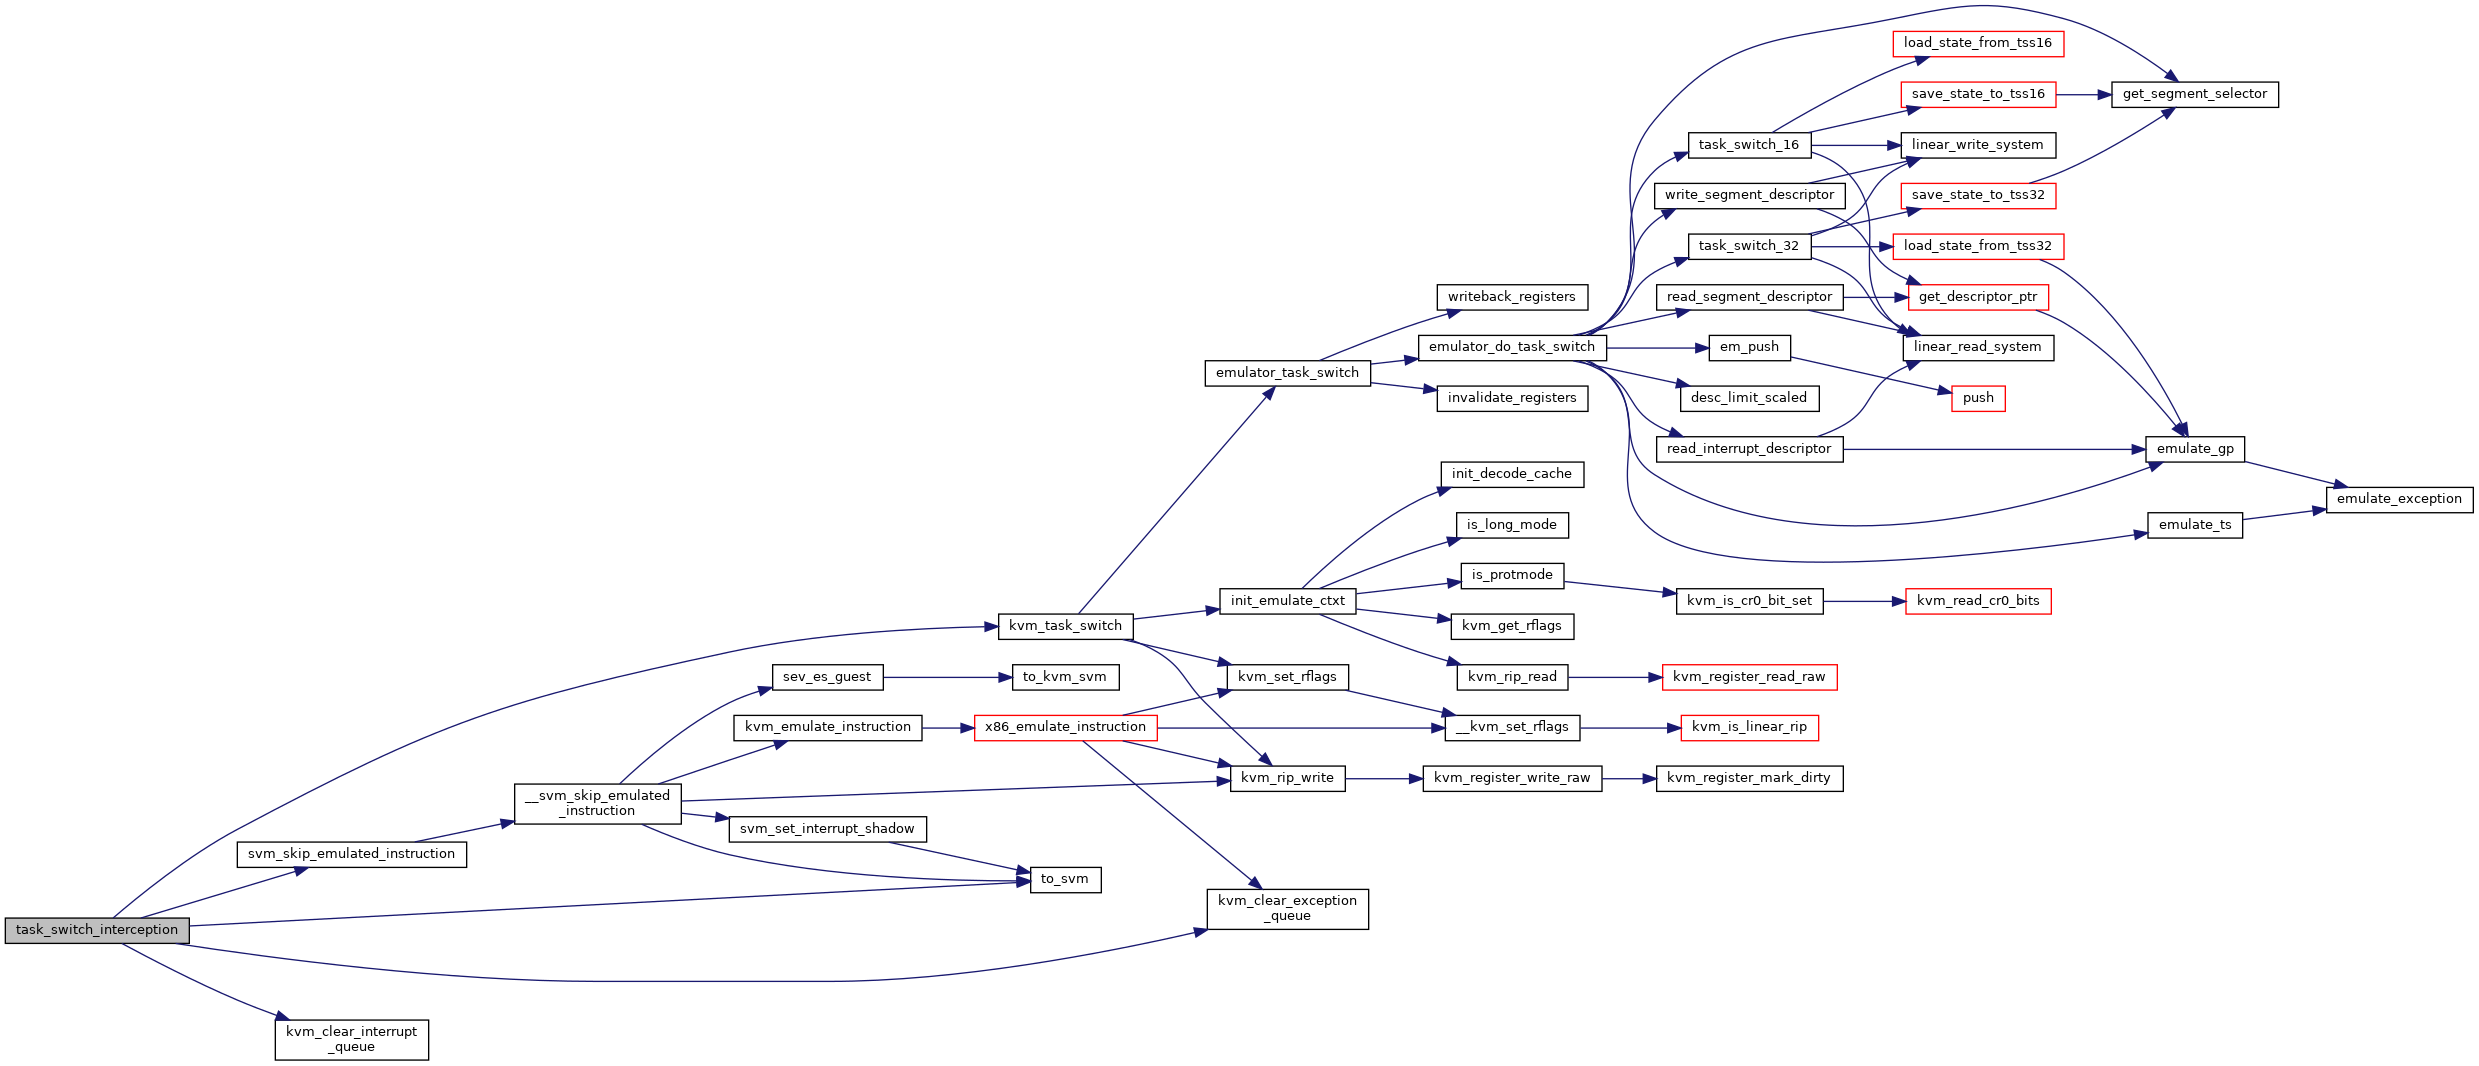 load_state_from_tss16
save_state_to_tss16
get_segment_selector
task_switch_16
linear_write_system
write_segment_descriptor
save_state_to_tss32
task_switch_32
load_state_from_tss32
writeback_registers
read_segment_descriptor
get_descriptor_ptr
emulator_do_task_switch
em_push
linear_read_system
emulator_task_switch
invalidate_registers
desc_limit_scaled
push
read_interrupt_descriptor
emulate_gp
init_decode_cache
emulate_exception
is_long_mode
emulate_ts
is_protmode
init_emulate_ctxt
kvm_is_cr0_bit_set
kvm_read_cr0_bits
kvm_task_switch
kvm_get_rflags
sev_es_guest
to_kvm_svm
kvm_set_rflags
kvm_rip_read
kvm_register_read_raw
kvm_emulate_instruction
x86_emulate_instruction
__kvm_set_rflags
kvm_is_linear_rip
kvm_rip_write
kvm_register_write_raw
kvm_register_mark_dirty
__svm_skip_emulated
_instruction
svm_set_interrupt_shadow
svm_skip_emulated_instruction
to_svm
kvm_clear_exception
_queue
task_switch_interception
kvm_clear_interrupt
_queue